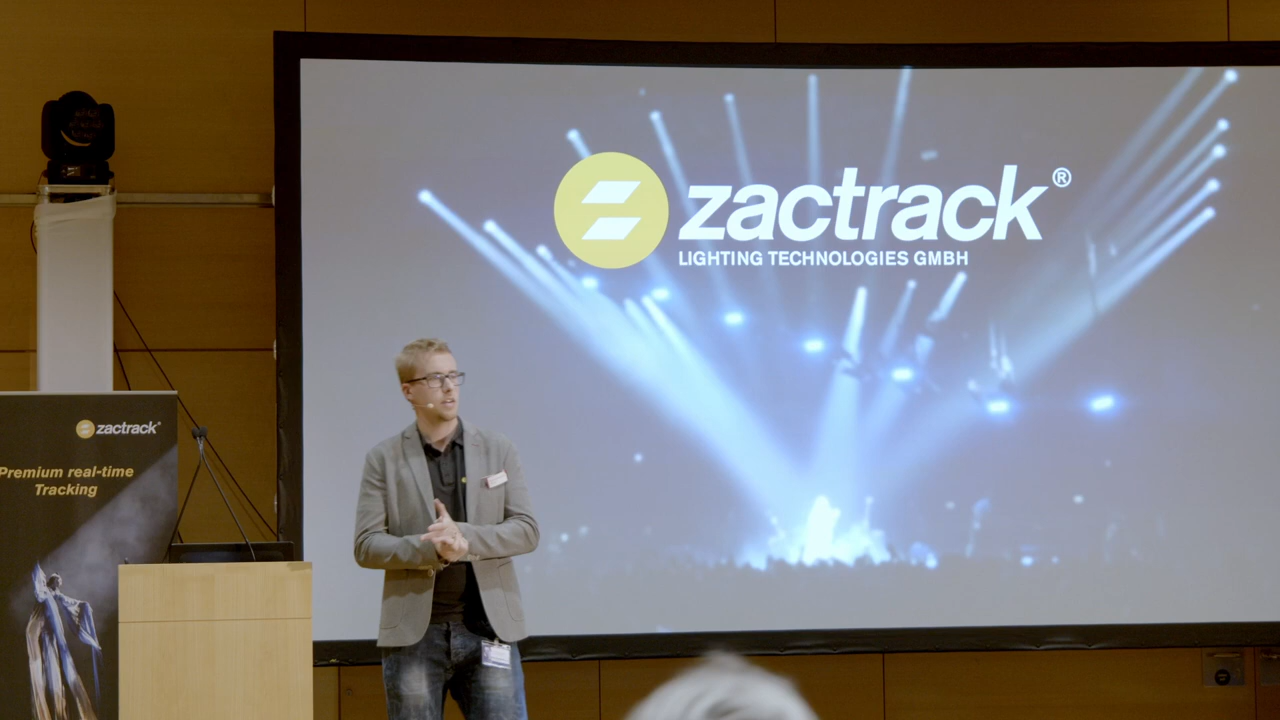 zactrack®
LIGHTING TECHNOLOGIES GMBH
zactrack®
Premium real-time
Tracking